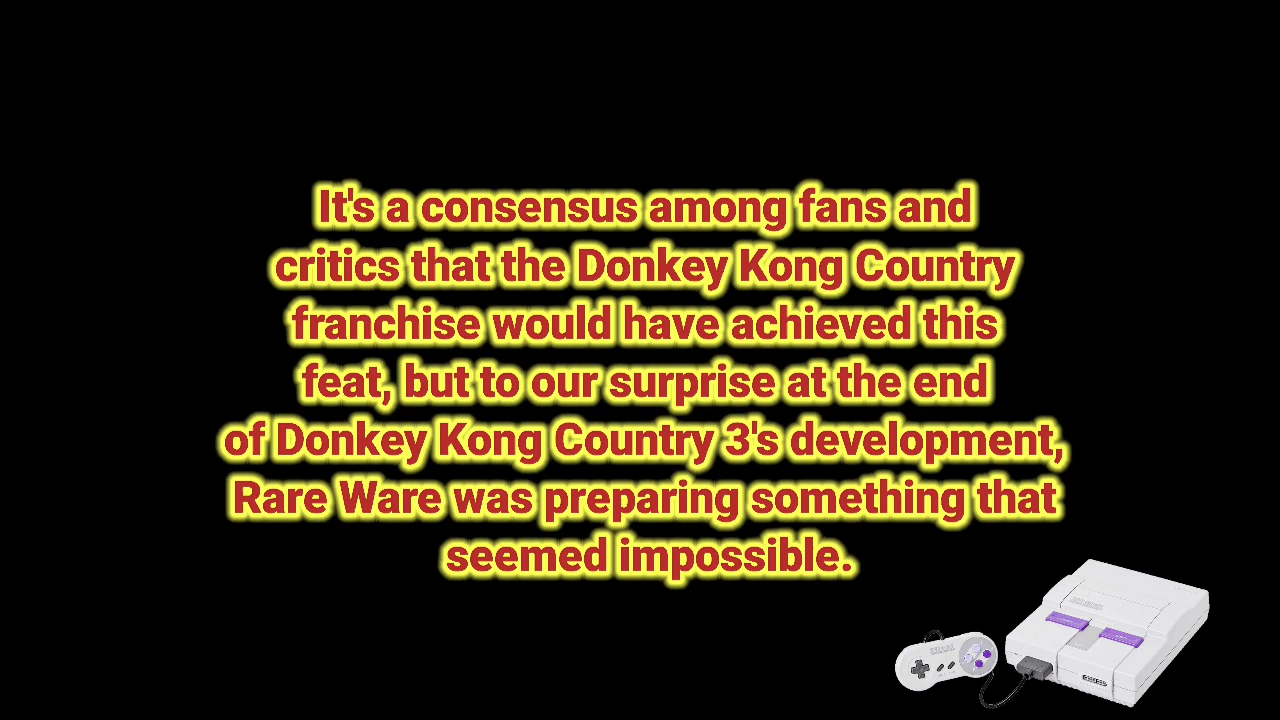 It's a consensus among fans and
critics that the Donkey Kong Country
franchise would have achieved this
feat, but to our surprise at the end
of Donkey Kong Country 3's development,
Rare Ware was preparing something that
seemed impossible.